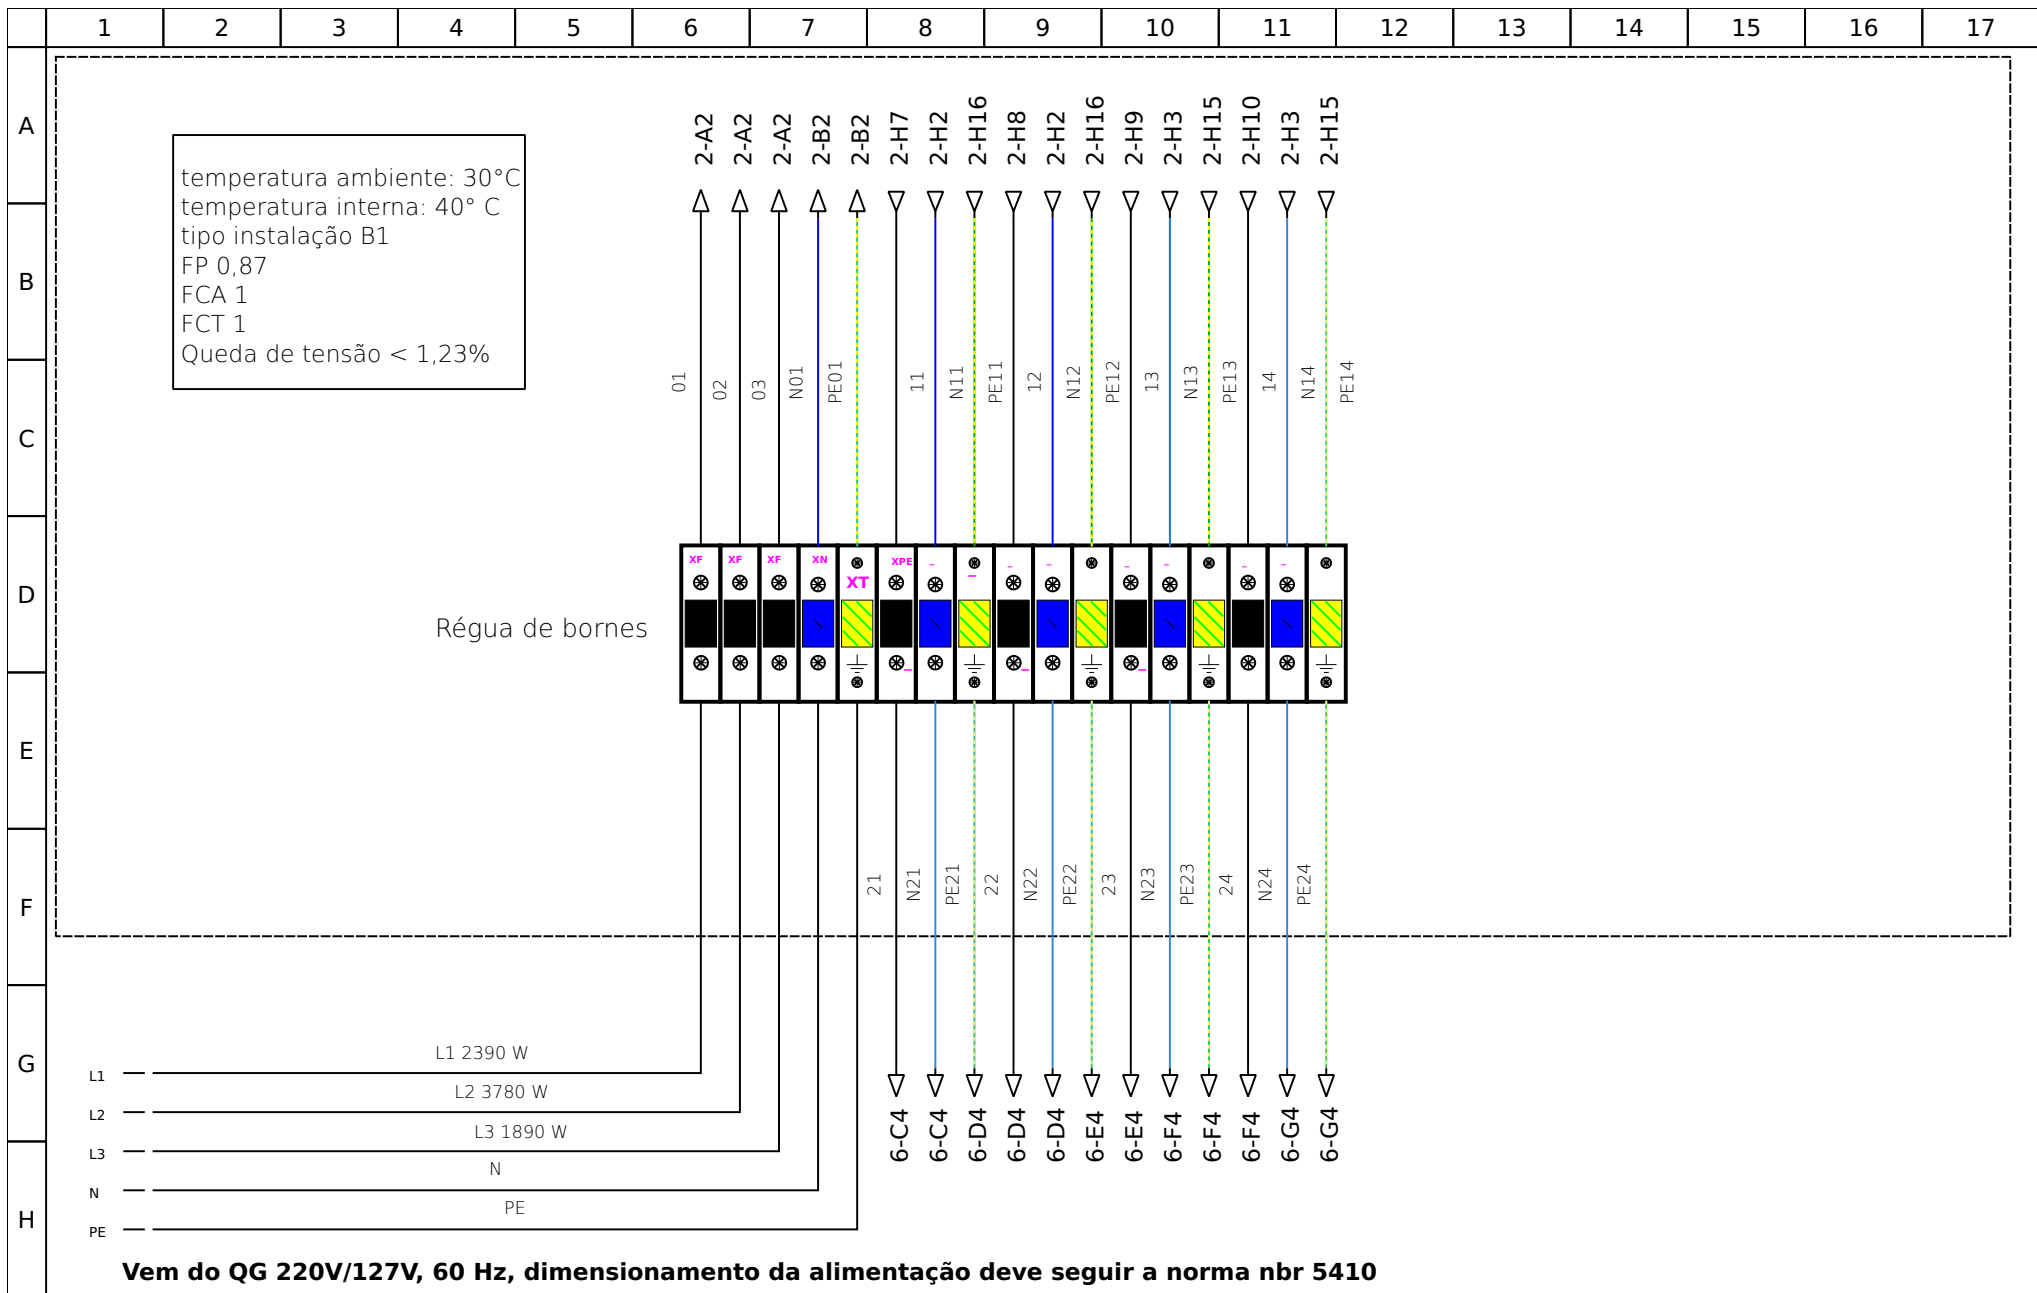 1 2 3 4 5 6 7 8 9 10 11 12 13 14 15 16 17
A
B
C
D
E
F
G
H
temperatura ambiente: 30°C
temperatura interna: 40° C
tipo instalação B1
FP 0,87
FCA 1
FCT 1
Queda de tensão < 1,23%
2-A2
2-A2
2-A2
2-B2
2-B2
2-H7
2-H2
2-H16
2-H8
2-H2
2-H16
2-H9
2-H3
2-H15
2-H10
2-H3
2-H15
01
02
03
N01
PE01
11
N11
PE11
12
N12
PE12
13
N13
PE13
14
N14
PE14
XF
XF
XF
XN
XT
XPE
Régua de bornes
21
N21
PE21
22
N22
PE22
23
N23
PE23
24
N24
PE24
6-C4
6-C4
6-D4
6-D4
6-D4
6-E4
6-E4
6-F4
6-F4
6-F4
6-G4
6-G4
L1 2390 W
L1
L2 3780 W
L2
L3 1890 W
L3
N
N
PE
PE
Vem do QG 220V/127V, 60 Hz, dimensionamento da alimentação deve seguir a norma nbr 5410